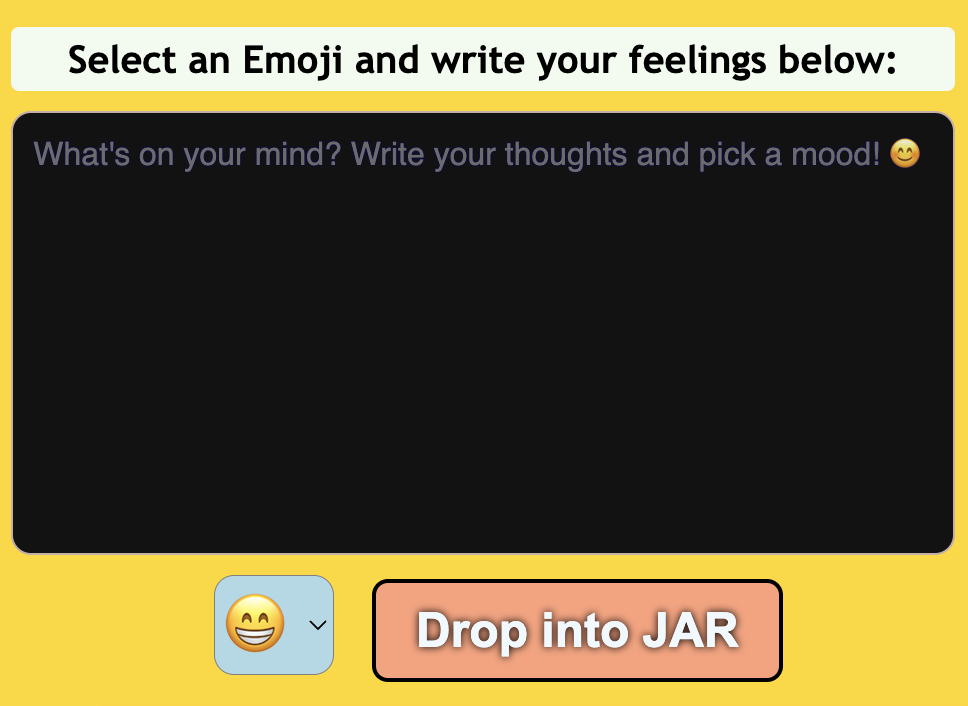 Select an Emoji and write your feelings below:
What's on your mind? Write your thoughts and pick a mood! 😊
Drop into JAR